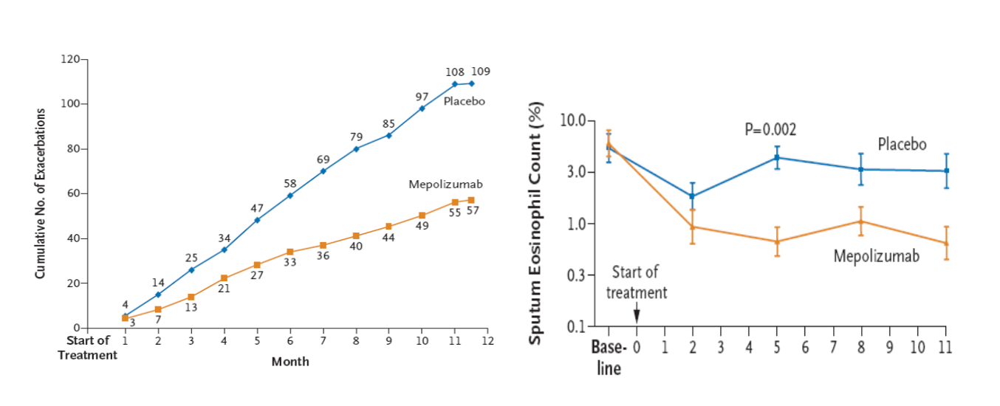 120
100
80
60
40
20
0
Cumulative No. of Exacerbations
4
14
25
34
47
58
69
79
85
97
108 109
Placebo
Mepolizumab
3
7
13
21
27
33
36
40
44
49
55 57
Start of
Treatment
1 2 3 4 5 6 7 8 9 10 11 12
Month
Sputum Eosinophil Count (%)
10.0
3.0
1.0
0.3
0.1
P=0.002
Placebo
Mepolizumab
Start of
treatment
Base-
line
0 1 2 3 4 5 6 7 8 9 10 11